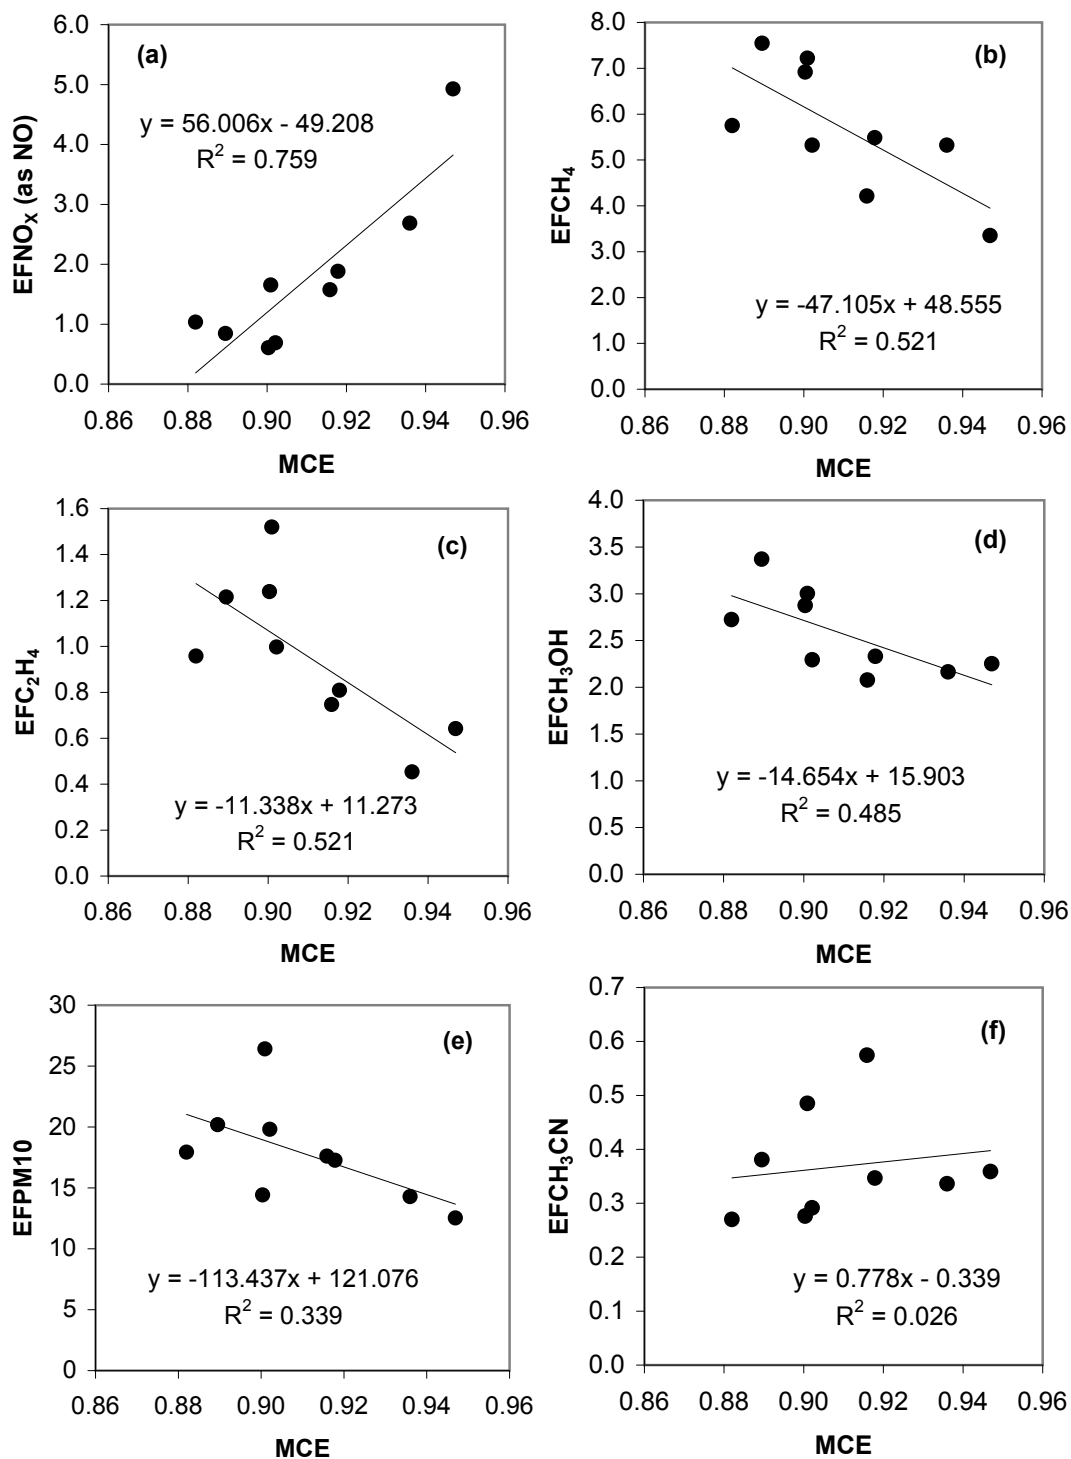 (a)
EFNOX (as NO)
6.0
5.0
4.0
3.0
2.0
1.0
0.0
y = 56.006x - 49.208
R² = 0.759
0.86 0.88 0.90 0.92 0.94 0.96
MCE
(b)
EFCH₄
8.0
7.0
6.0
5.0
4.0
3.0
2.0
1.0
0.0
y = -47.105x + 48.555
R² = 0.521
0.86 0.88 0.90 0.92 0.94 0.96
MCE
(c)
EFC₂H₄
1.6
1.4
1.2
1.0
0.8
0.6
0.4
0.2
0.0
y = -11.338x + 11.273
R² = 0.521
0.86 0.88 0.90 0.92 0.94 0.96
MCE
(d)
EFCH₃OH
4.0
3.5
3.0
2.5
2.0
1.5
1.0
0.5
0.0
y = -14.654x + 15.903
R² = 0.485
0.86 0.88 0.90 0.92 0.94 0.96
MCE
(e)
EFPM10
30
25
20
15
10
5
0
y = -113.437x + 121.076
R² = 0.339
0.86 0.88 0.90 0.92 0.94 0.96
MCE
(f)
EFCH₃CN
0.7
0.6
0.5
0.4
0.3
0.2
0.1
0.0
y = 0.778x - 0.339
R² = 0.026
0.86 0.88 0.90 0.92 0.94 0.96
MCE